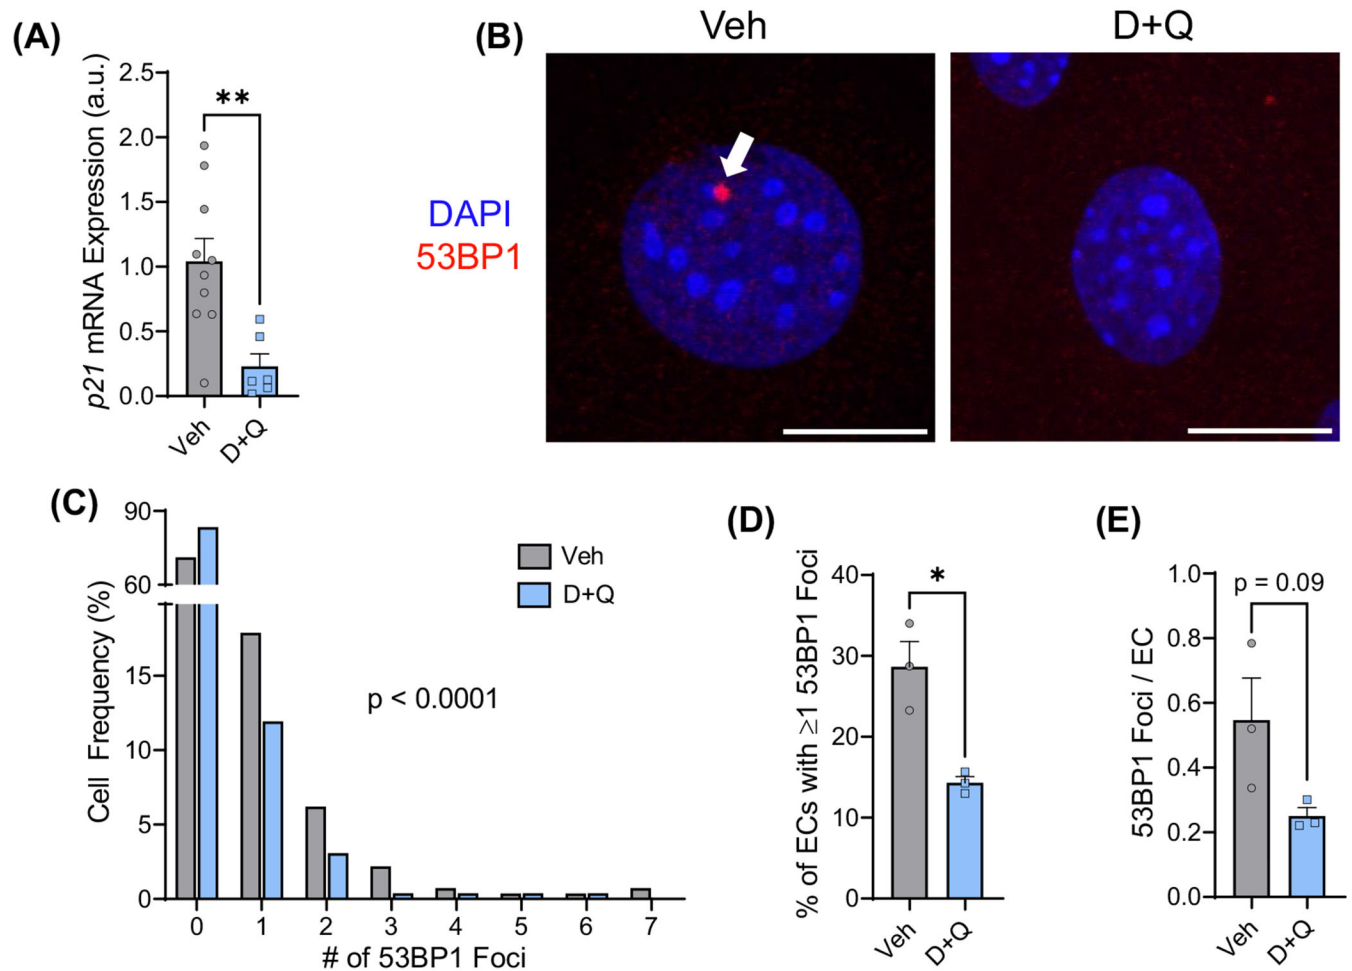 (A)
p21 mRNA Expression (a.u.)
2.5
2.0
1.5
1.0
0.5
0.0
**
Veh
D+Q
(B)
Veh
D+Q
DAPI
53BP1
(C)
Cell Frequency (%)
90
60
15
10
5
0
Veh
D+Q
p < 0.0001
0 1 2 3 4 5 6 7
# of 53BP1 Foci
(D)
% of ECs with ≥1 53BP1 Foci
40
30
20
10
0
*
Veh
D+Q
(E)
53BP1 Foci / EC
1.0
0.8
0.6
0.4
0.2
0.0
p = 0.09
Veh
D+Q